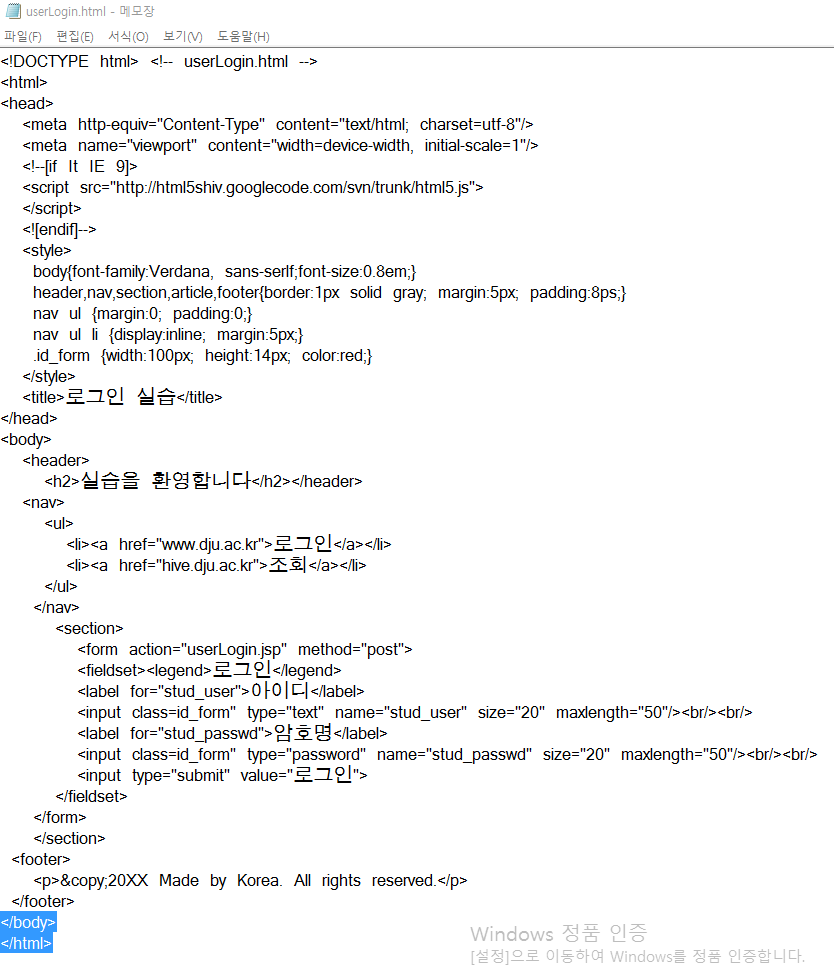 userLogin.html - 메모장
파일(F) 편집(E) 서식(O) 보기(V) 도움말(H)
<!DOCTYPE html> <!-- userLogin.html -->
<html>
<head>
<meta http-equiv="Content-Type" content="text/html; charset=utf-8"/>
<meta name="viewport" content="width=device-width, initial-scale=1"/>
<!--[if lt IE 9]>
<script src="http://html5shiv.googlecode.com/svn/trunk/html5.js">
</script>
<![endif]-->
<style>
body{font-family:Verdana, sans-serlf;font-size:0.8em;}
header,nav,section,article,footer{border:1px solid gray; margin:5px; padding:8ps;}
nav ul {margin:0; padding:0;}
nav ul li {display:inline; margin:5px;}
.id_form {width:100px; height:14px; color:red;}
</style>
<title>로그인 실습</title>
</head>
<body>
<header>
<h2>실습을 환영합니다</h2></header>
<nav>
<ul>
<li><a href="www.dju.ac.kr">로그인</a></li>
<li><a href="hive.dju.ac.kr">조회</a></li>
</ul>
</nav>
<section>
<form action="userLogin.jsp" method="post">
<fieldset><legend>로그인</legend>
<label for="stud_user">아이디</label>
<input class=id_form" type="text" name="stud_user" size="20" maxlength="50"/><br/><br/>
<label for="stud_passwd">암호명</label>
<input class=id_form" type="password" name="stud_passwd" size="20" maxlength="50"/><br/><br/>
<input type="submit" value="로그인">
</fieldset>
</form>
</section>
<footer>
<p>&copy;20XX Made by Korea. All rights reserved.</p>
</footer>
</body>
</html>
Windows 정품 인증
[설정]으로 이동하여 Windows를 정품 인증합니다.